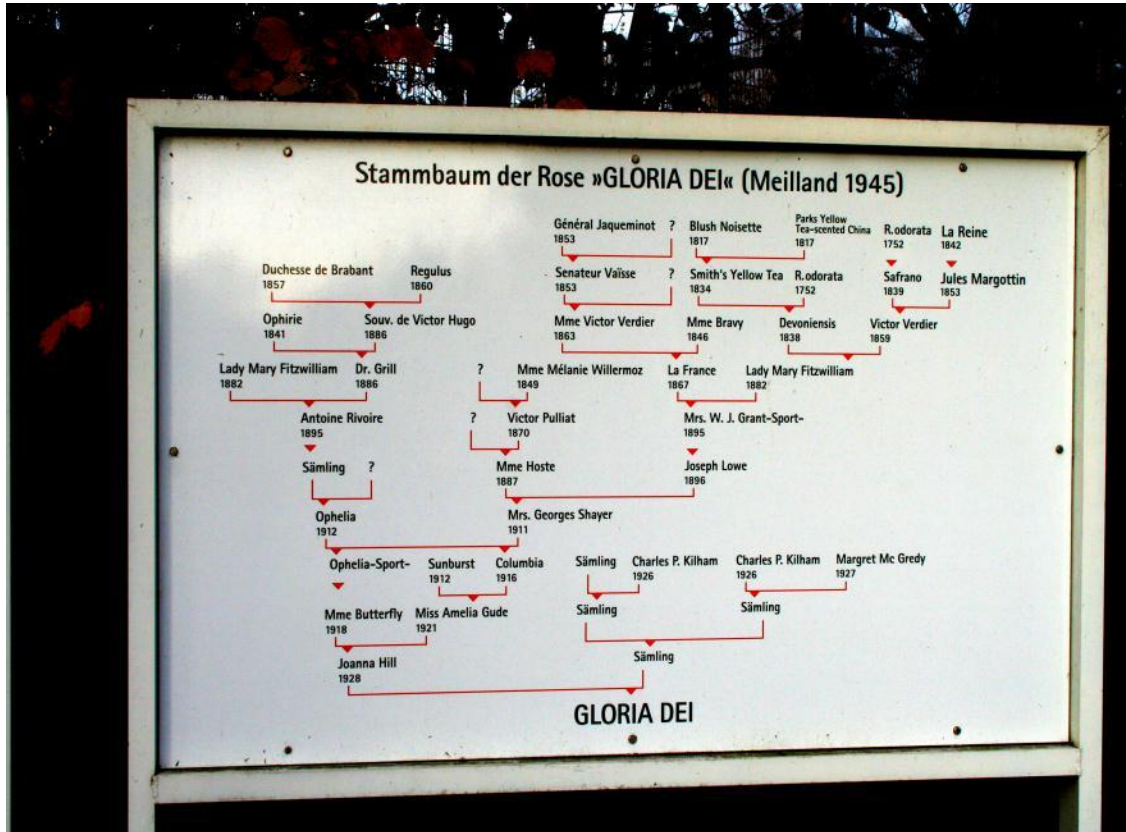 Stammbaum der Rose »GLORIA DEI« (Meilland 1945)
Général Jaqueminot ? Blush Noisette Parks Yellow Tea-scented China R.odorata La Reine
1853 1817 1817 1752 1842
Duchesse de Brabant Regulus Senateur Vaïsse ? Smith's Yellow Tea R.odorata Safrano Jules Margottin
1857 1860 1853 1834 1752 1839 1853
Ophirie Souv. de Victor Hugo Mme Victor Verdier Mme Bravy Devoniensis Victor Verdier
1841 1886 1863 1846 1838 1859
Lady Mary Fitzwilliam Dr. Grill ? Mme Mélanie Willermoz La France Lady Mary Fitzwilliam
1882 1886 1849 1867 1882
Antoine Rivoire ? Victor Pulliat Mrs. W. J. Grant-Sport-
1895 1870 1895
Sämling ? Mme Hoste Joseph Lowe
1887 1896
Ophelia Mrs. Georges Shayer
1912 1911
Ophelia-Sport- Sunburst Columbia Sämling Charles P. Kilham Charles P. Kilham Margret Mc Gredy
1912 1916 1926 1926 1927
Mme Butterfly Miss Amelia Gude Sämling Sämling
1918 1921
Joanna Hill Sämling
1928
GLORIA DEI